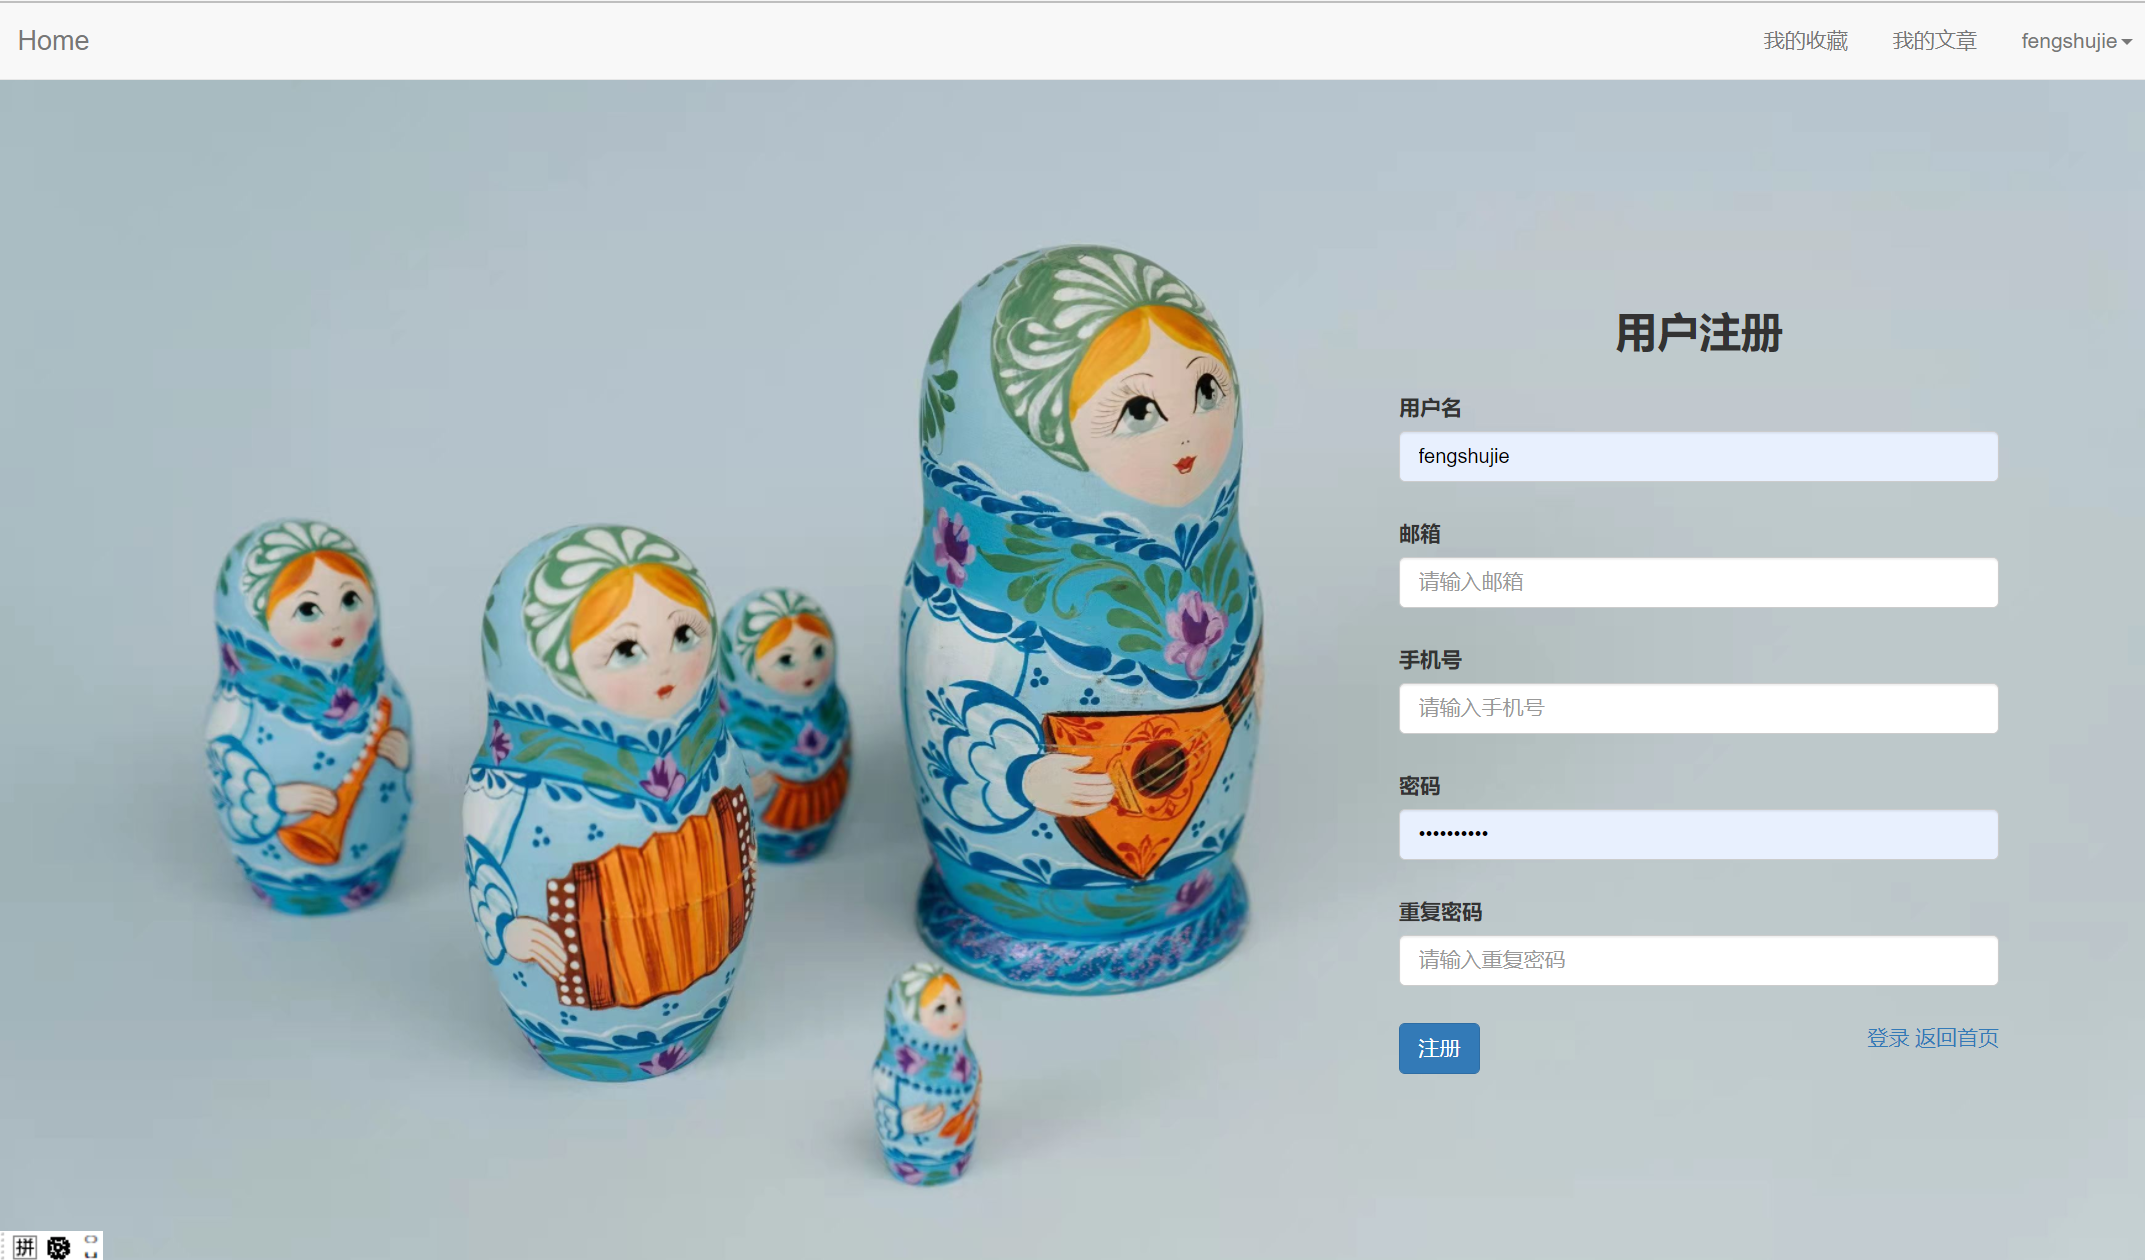 Home
我的收藏
我的文章
fengshujie
用户注册
用户名
fengshujie
邮箱
请输入邮箱
手机号
请输入手机号
密码
••••••••••
重复密码
请输入重复密码
注册
登录 返回首页
拼